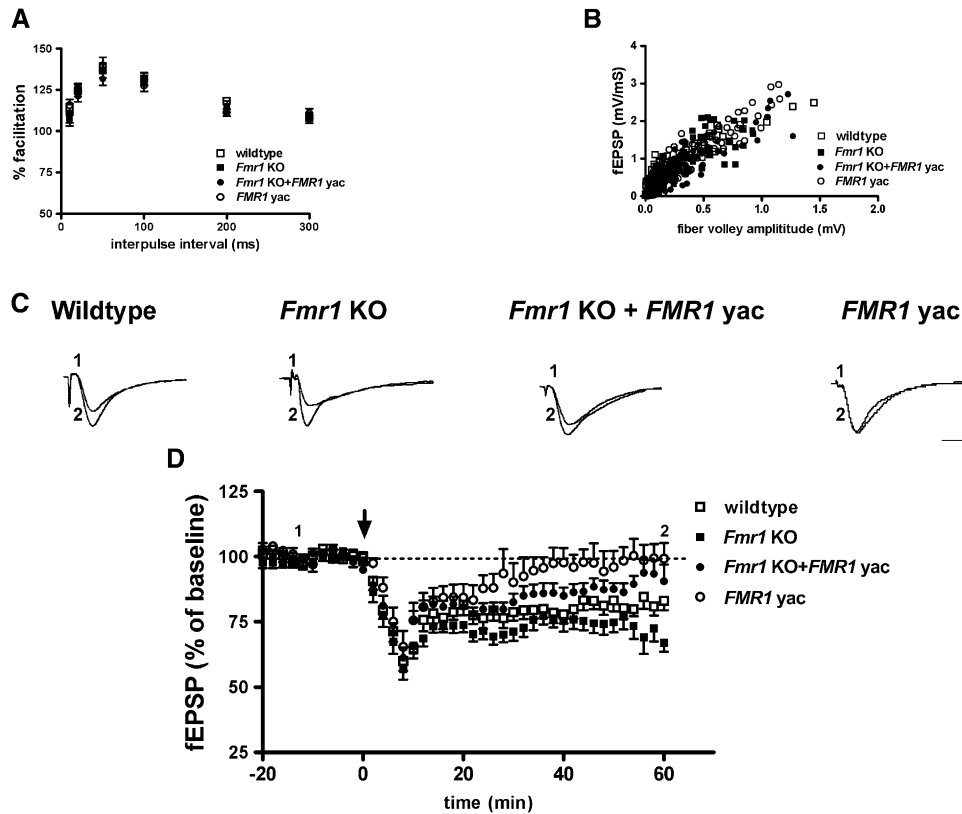 A
B
150
125
100
75
50
% facilitation
0
100
200
300
interpulse interval (ms)
wildtype
Fmr1 KO
Fmr1 KO+FMR1 yac
FMR1 yac
4
3
2
1
0
fEPSP (mV/mS)
0.0
0.5
1.0
1.5
2.0
fiber volley amplititude (mV)
wildtype
Fmr1 KO
Fmr1 KO+FMR1 yac
FMR1 yac
C
Wildtype
Fmr1 KO
Fmr1 KO + FMR1 yac
FMR1 yac
1
2
1
2
1
2
1
2
D
125
100
75
50
25
fEPSP (% of baseline)
1
2
-20
0
20
40
60
time (min)
wildtype
Fmr1 KO
Fmr1 KO+FMR1 yac
FMR1 yac